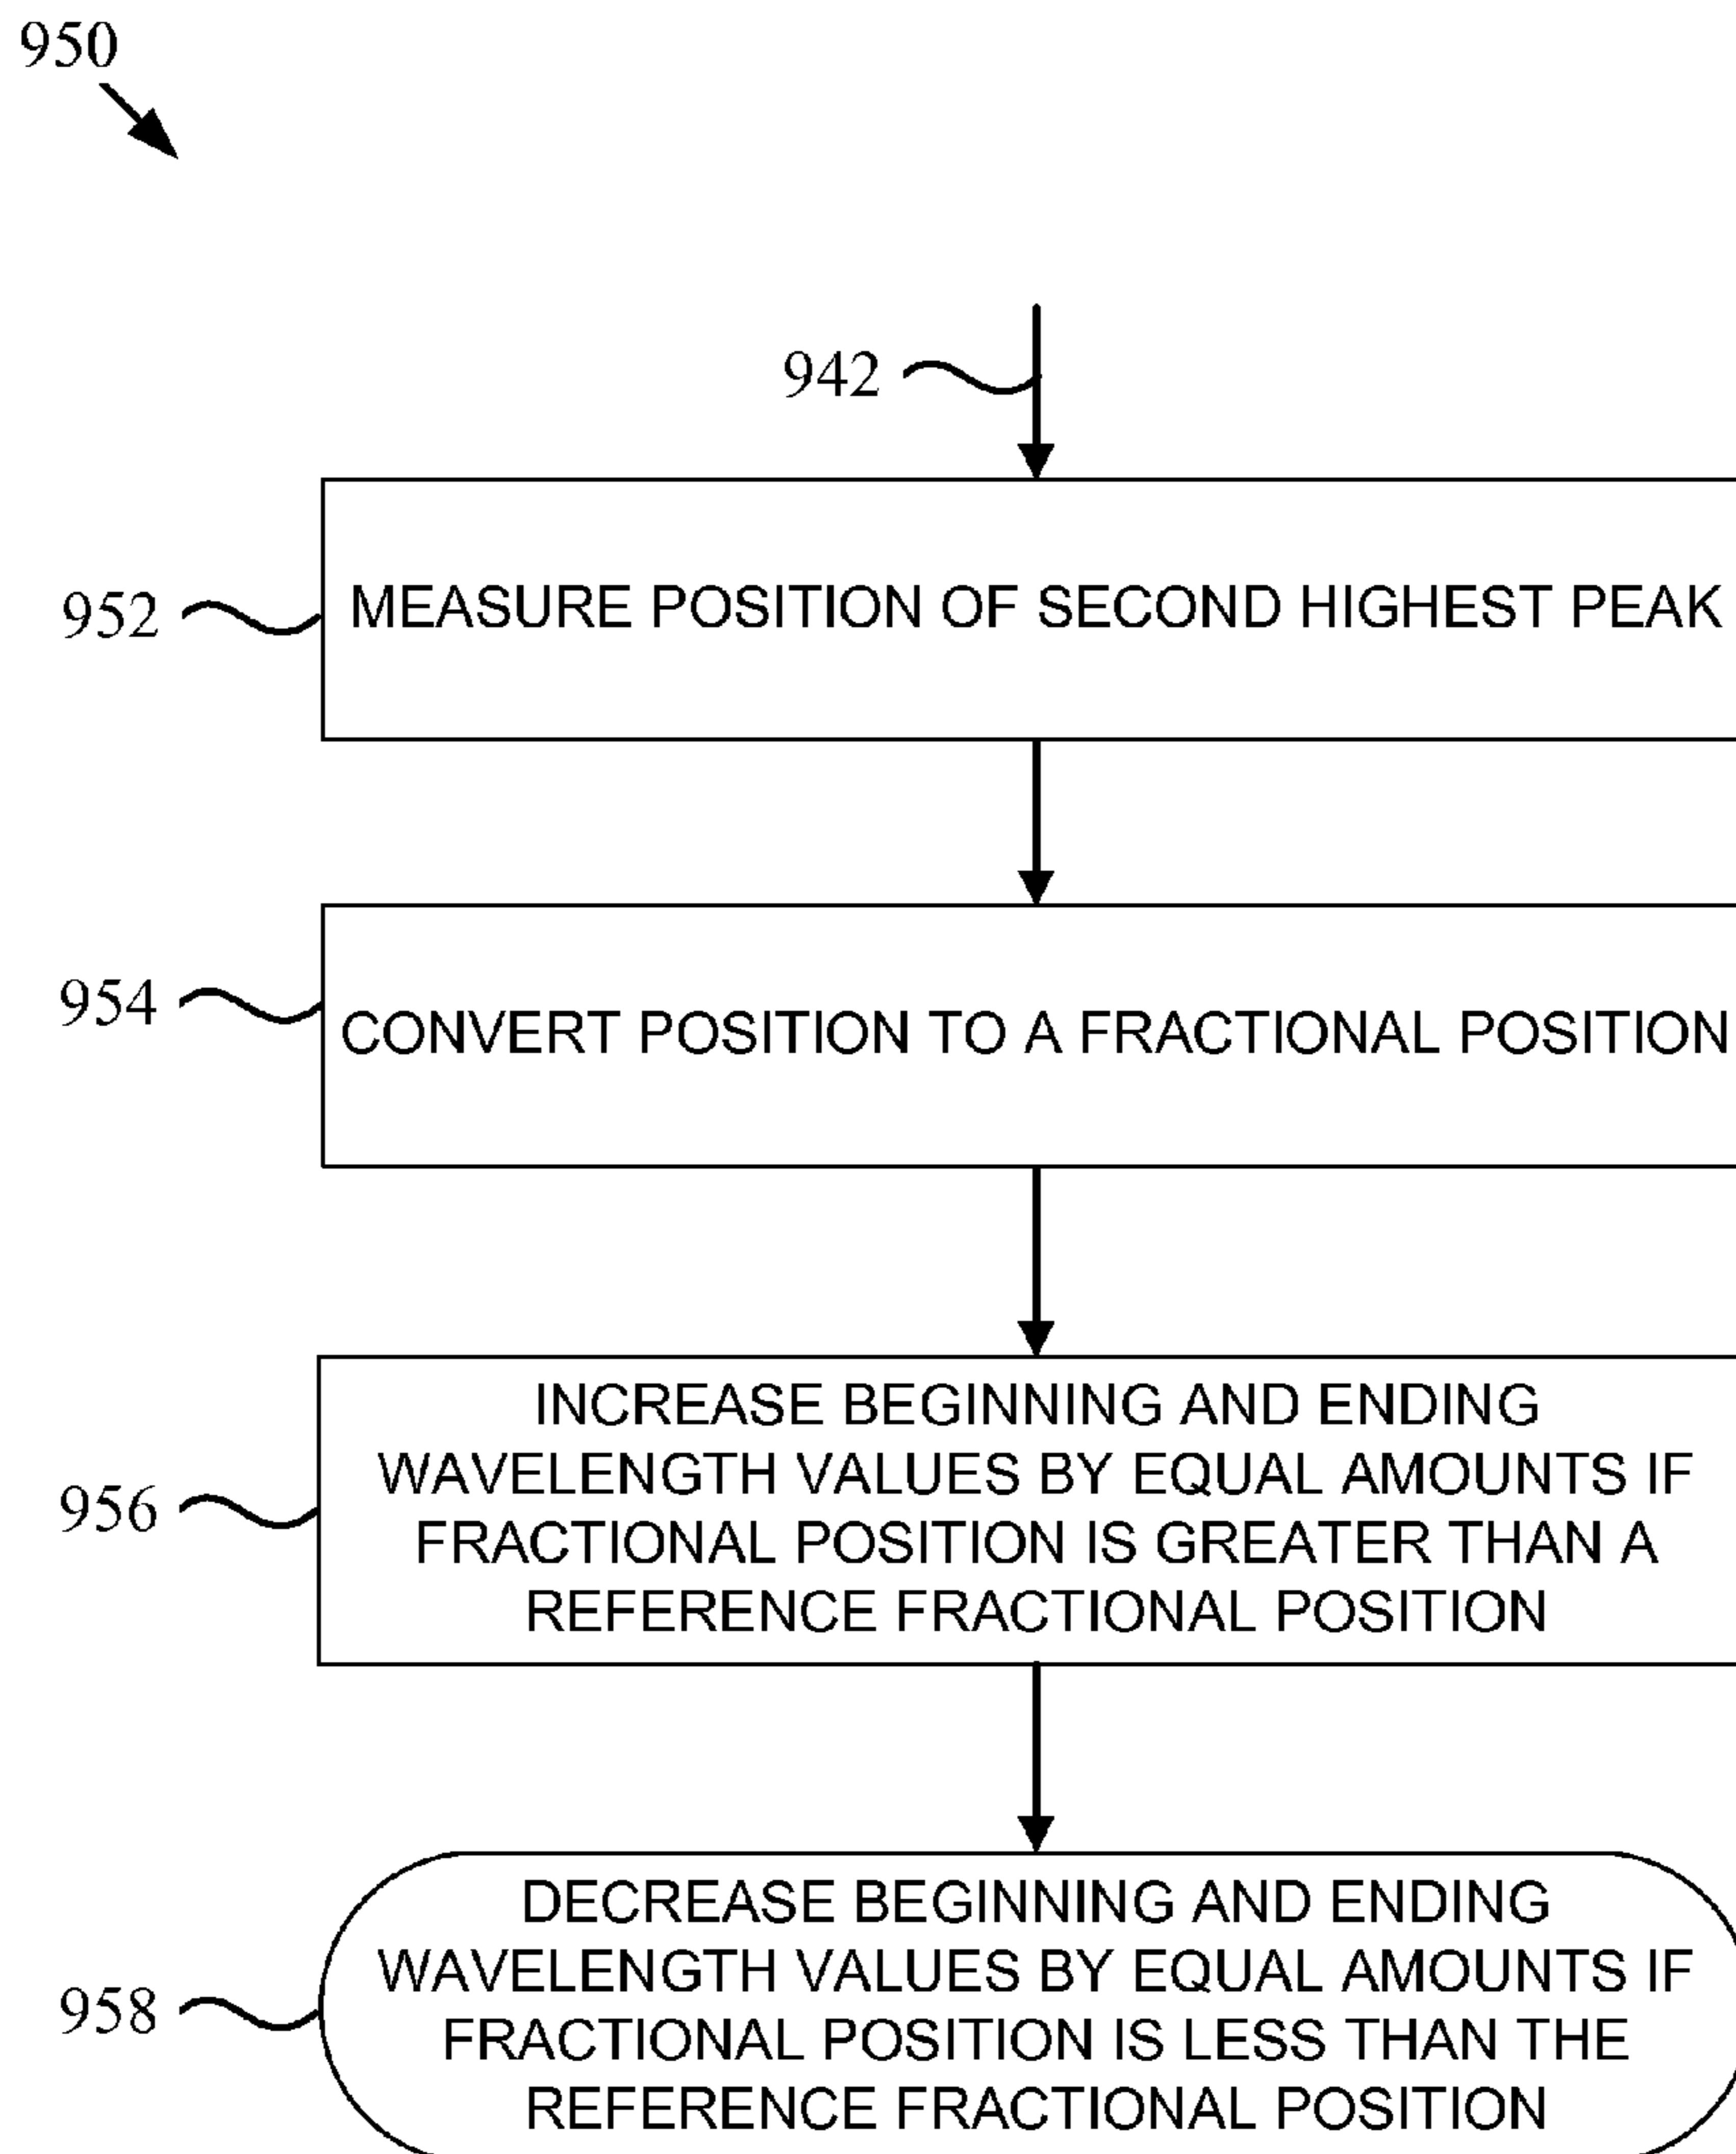 950
942
952
MEASURE POSITION OF SECOND HIGHEST PEAK
954
CONVERT POSITION TO A FRACTIONAL POSITION
956
INCREASE BEGINNING AND ENDING
WAVELENGTH VALUES BY EQUAL AMOUNTS IF
FRACTIONAL POSITION IS GREATER THAN A
REFERENCE FRACTIONAL POSITION
958
DECREASE BEGINNING AND ENDING
WAVELENGTH VALUES BY EQUAL AMOUNTS IF
FRACTIONAL POSITION IS LESS THAN THE
REFERENCE FRACTIONAL POSITION